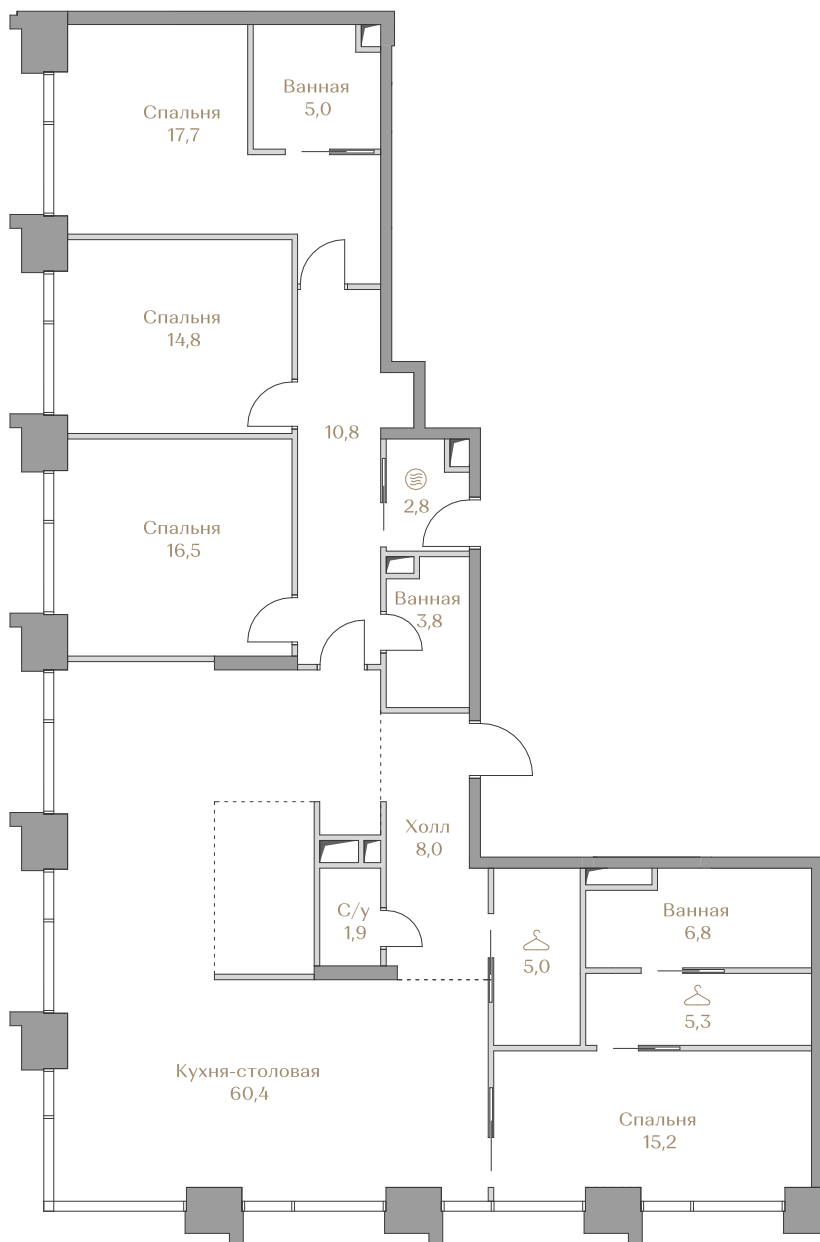 Ванная
5,0
Спальня
17,7
Спальня
14,8
10,8
2,8
Спальня
16,5
Ванная
3,8
Холл
8,0
С/у
1,9
Ванная
6,8
5,0
5,3
Кухня-столовая
60,4
Спальня
15,2